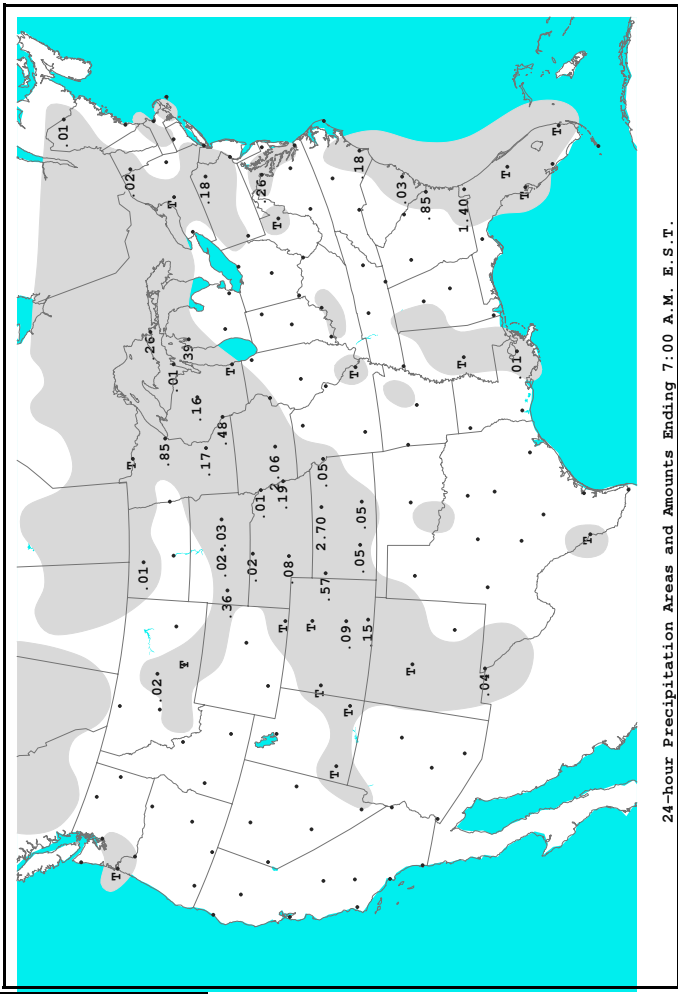 .01
T
.02
T
.01
.26
.02
.85
T
.01
T
.39
.16
.18
.17
.02
.03
.48
.36
T
.02
.01
.26
2.06
T
.19
T
.08
T
T
2.70
.05
.57
T
.09
T
T
.18
.05
.05
.15
.03
T
.85
T
1.40
.04
T
.01
T
T
T
24-hour Precipitation Areas and Amounts Ending 7:00 A.M. E.S.T.